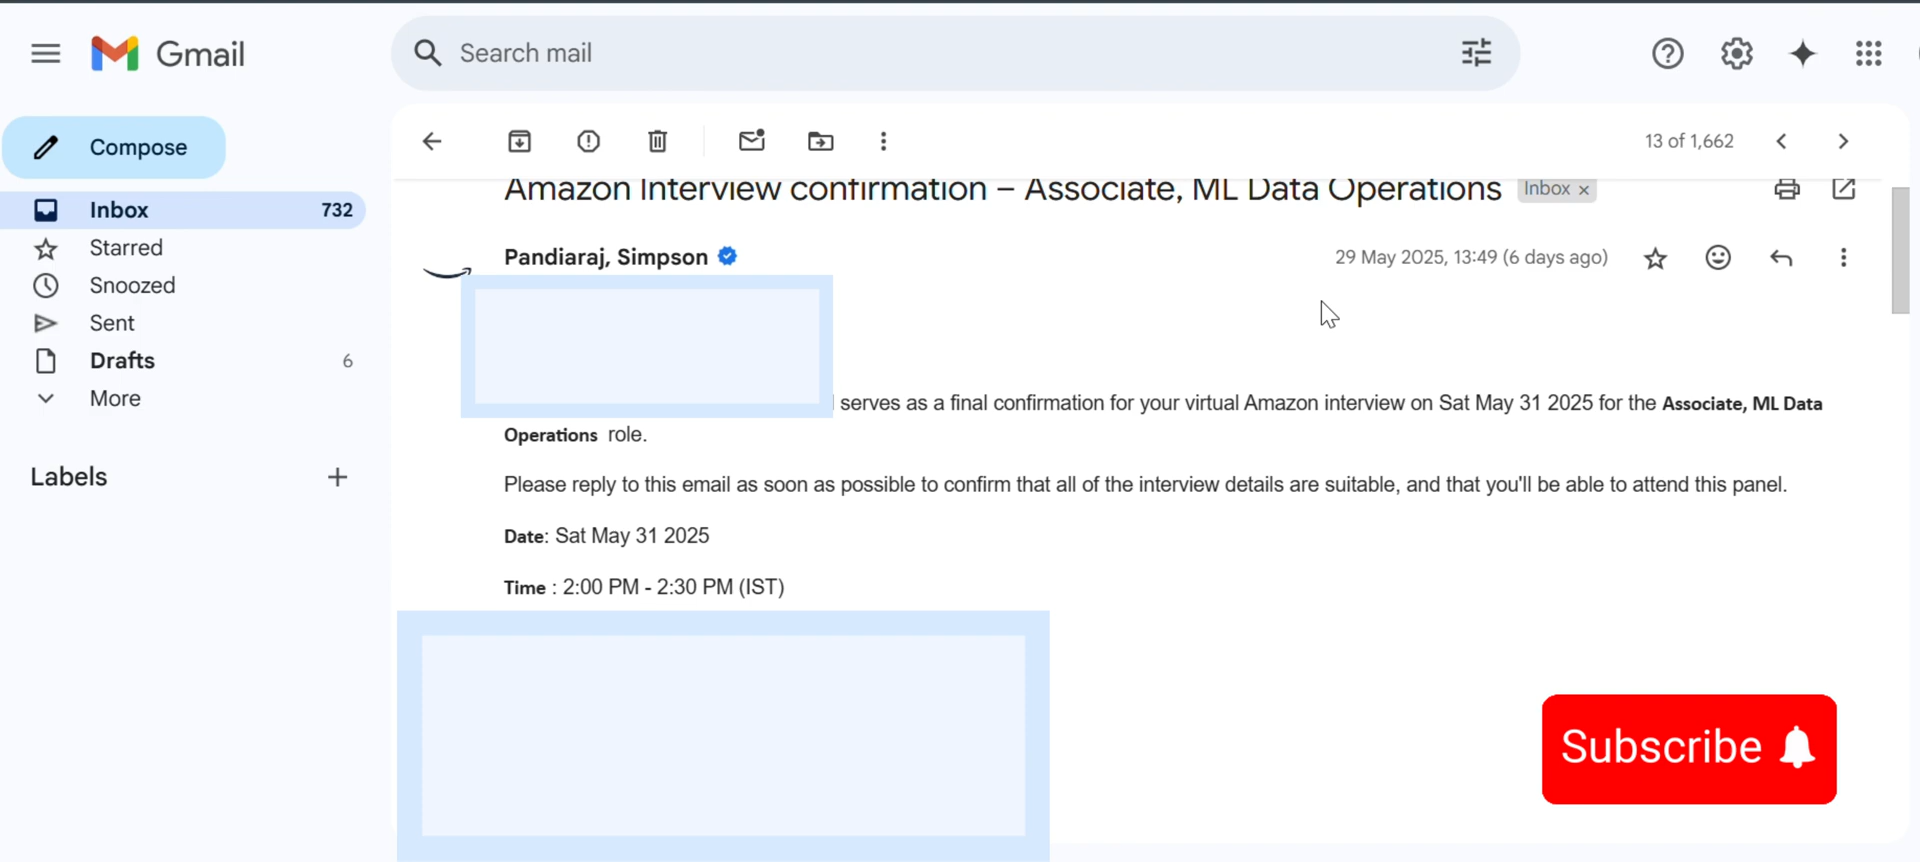 Gmail
Search mail
Compose
13 of 1,662
Inbox 732
Starred
Snoozed
Sent
Drafts 6
More
Labels
Amazon Interview confirmation – Associate, ML Data Operations Inbox ×
Pandiaraj, Simpson
29 May 2025, 13:49 (6 days ago)
serves as a final confirmation for your virtual Amazon interview on Sat May 31 2025 for the Associate, ML Data
Operations role.
Please reply to this email as soon as possible to confirm that all of the interview details are suitable, and that you'll be able to attend this panel.
Date: Sat May 31 2025
Time : 2:00 PM - 2:30 PM (IST)
Subscribe